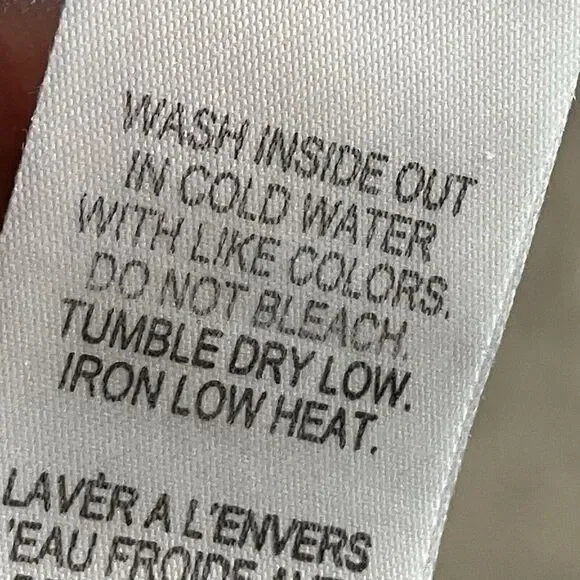 WASH INSIDE OUT
IN COLD WATER
WITH LIKE COLORS.
DO NOT BLEACH.
TUMBLE DRY LOW.
IRON LOW HEAT.
LAVÈR A L'ENVERS
'EAU FROIDE